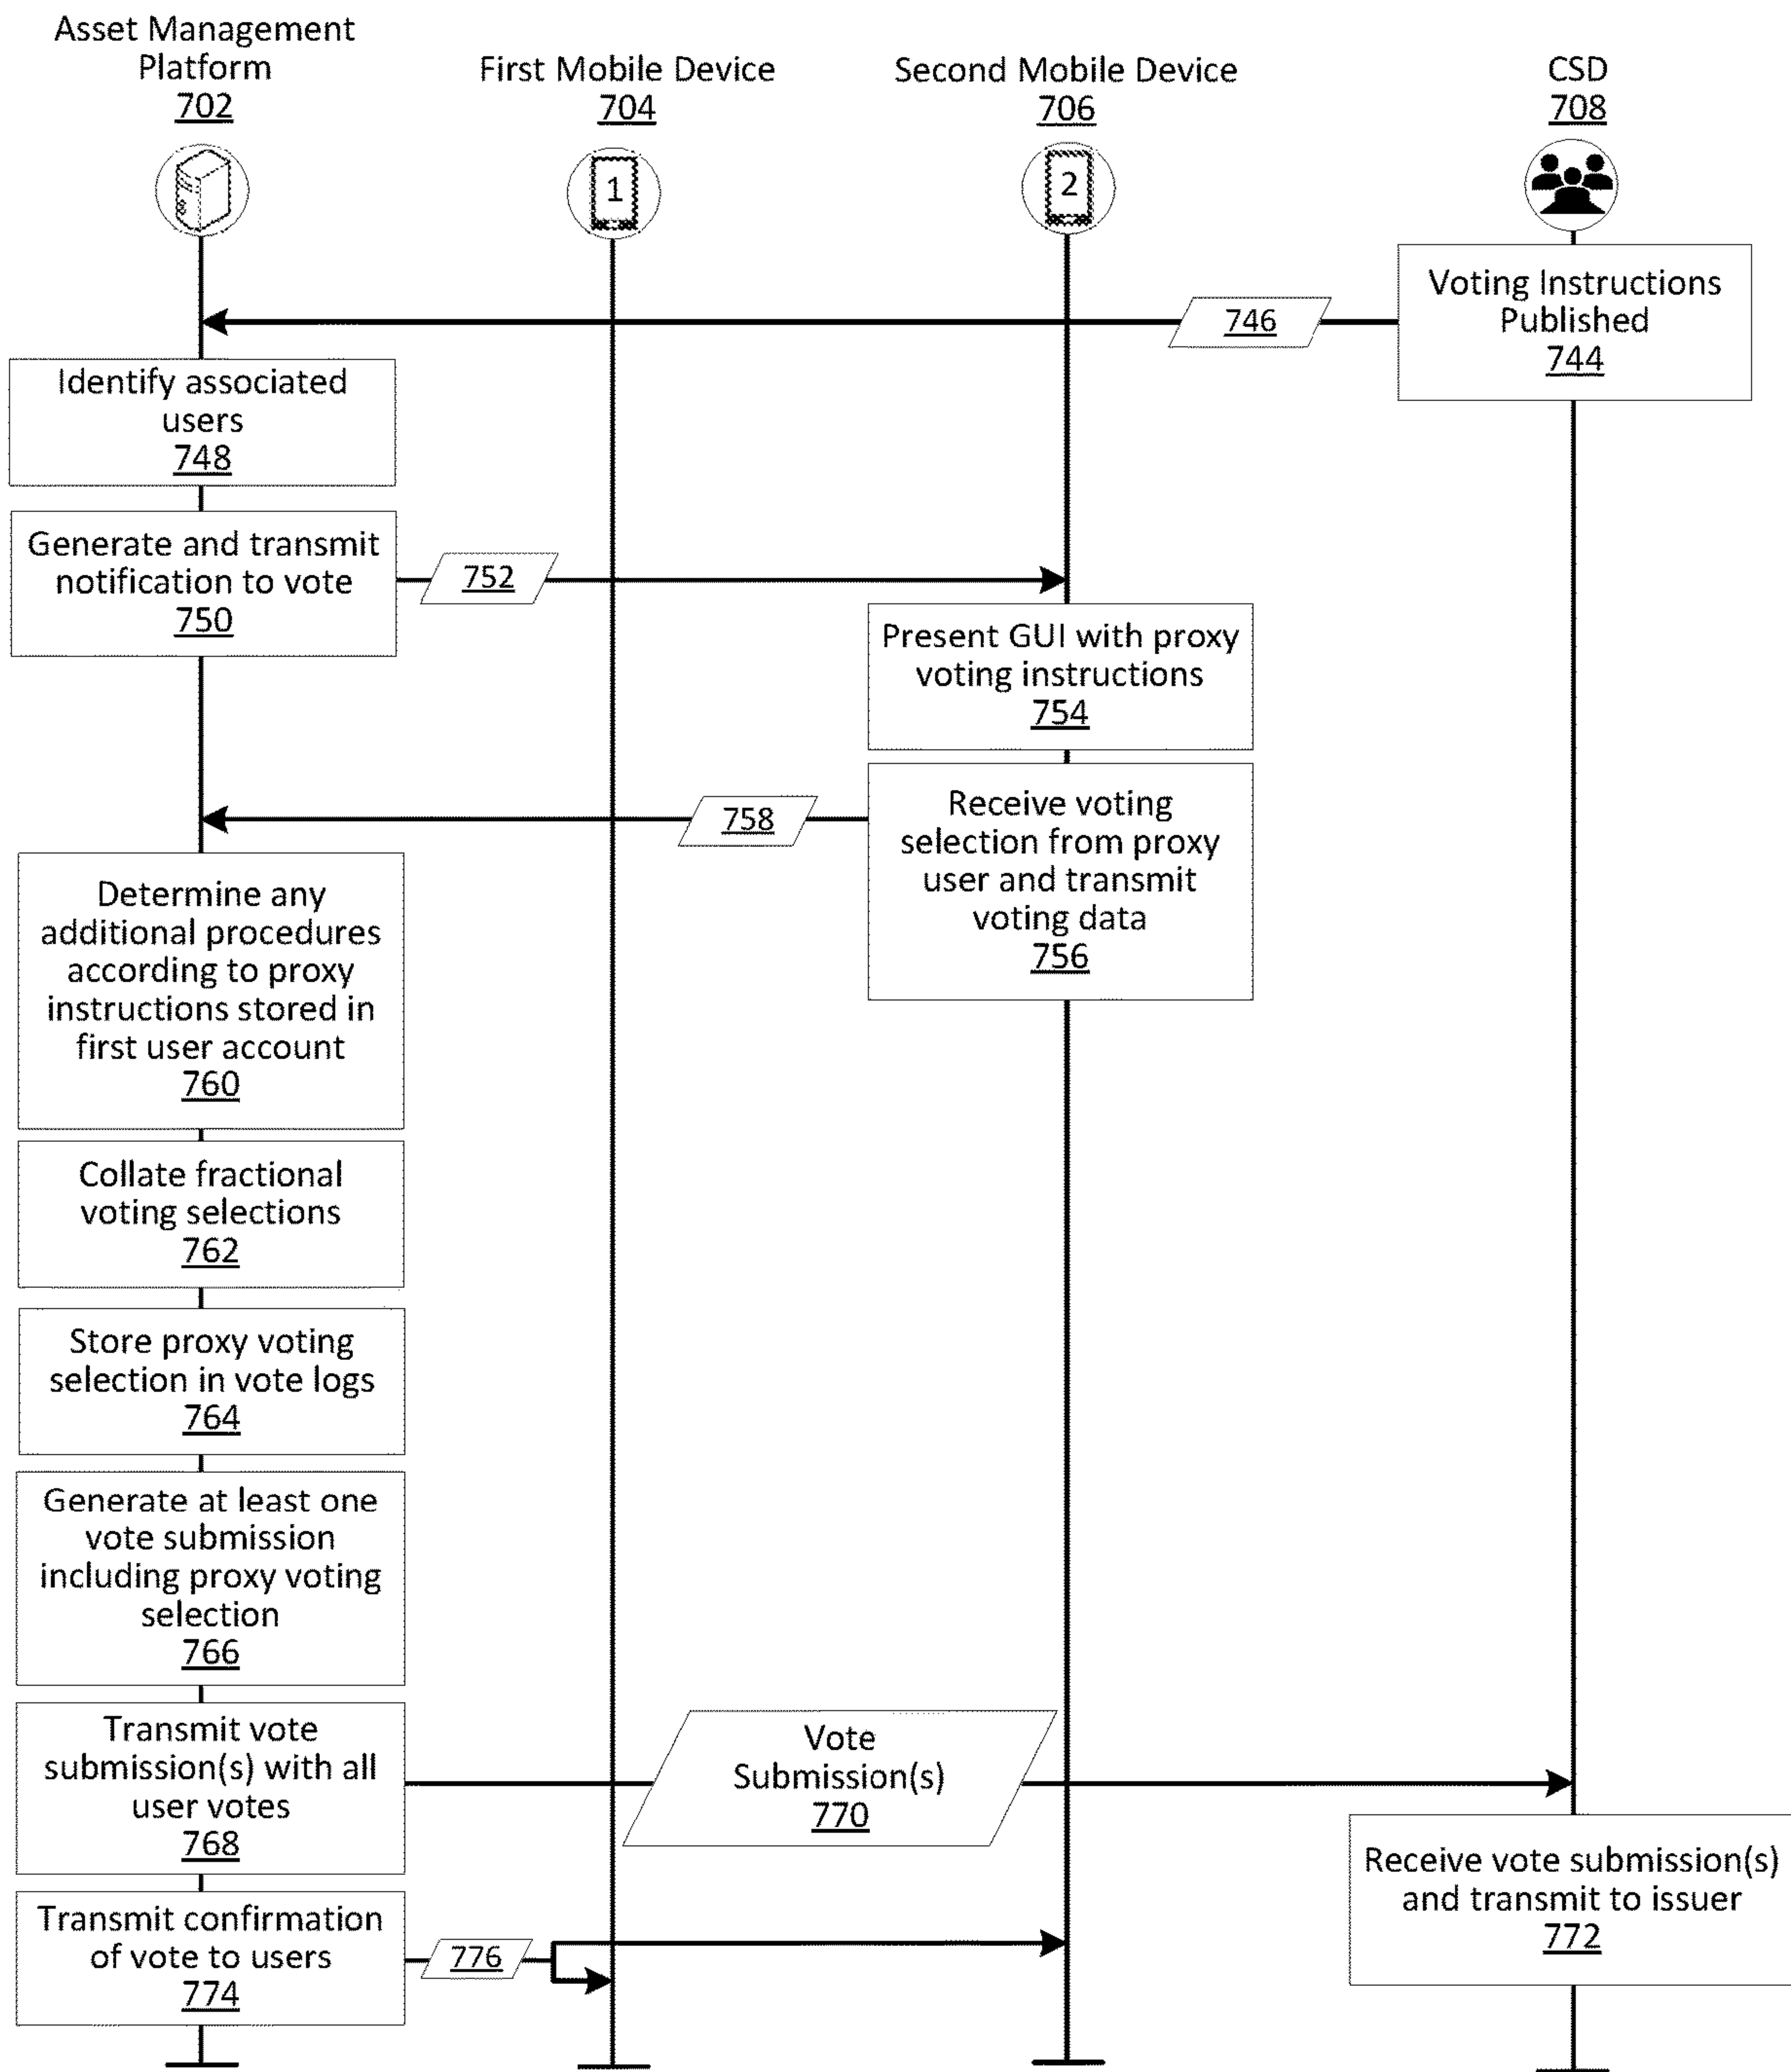 Asset Management
Platform
702
First Mobile Device
704
Second Mobile Device
706
CSD
708
1
2
Voting Instructions
Published
744
746
Identify associated
users
748
Generate and transmit
notification to vote
750
752
Present GUI with proxy
voting instructions
754
Receive voting
selection from proxy
user and transmit
voting data
756
758
Determine any
additional procedures
according to proxy
instructions stored in
first user account
760
Collate fractional
voting selections
762
Store proxy voting
selection in vote logs
764
Generate at least one
vote submission
including proxy voting
selection
766
Transmit vote
submission(s) with all
user votes
768
Vote
Submission(s)
770
Receive vote submission(s)
and transmit to issuer
772
Transmit confirmation
of vote to users
774
776